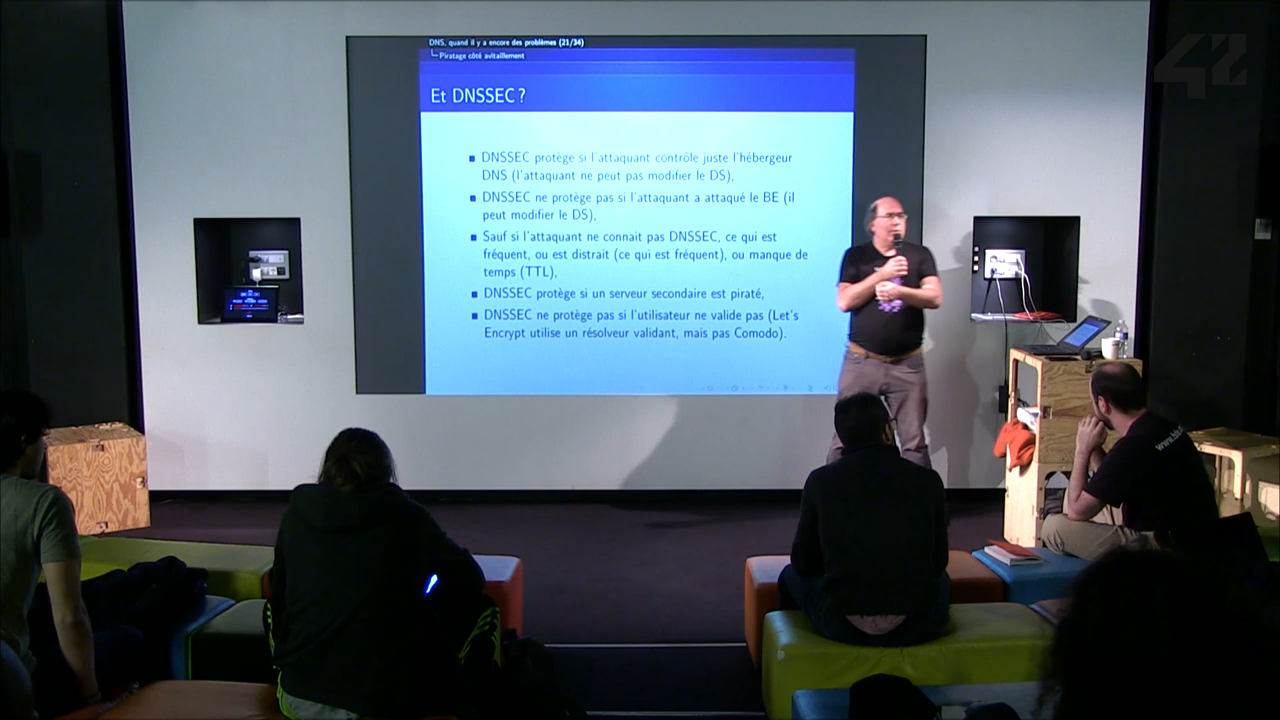 DNS, quand il y a encore des problèmes (21/34)
Piratage côté avitaillement
Et DNSSEC ?
DNSSEC protège si l'attaquant contrôle juste l'hébergeur
DNS (l'attaquant ne peut pas modifier le DS),
DNSSEC ne protège pas si l'attaquant a attaqué le BE (il
peut modifier le DS),
Sauf si l'attaquant ne connait pas DNSSEC, ce qui est
fréquent, ou est distrait (ce qui est fréquent), ou manque de
temps (TTL),
DNSSEC protège si un serveur secondaire est piraté,
DNSSEC ne protège pas si l'utilisateur ne valide pas (Let's
Encrypt utilise un résolveur validant, mais pas Comodo).
42